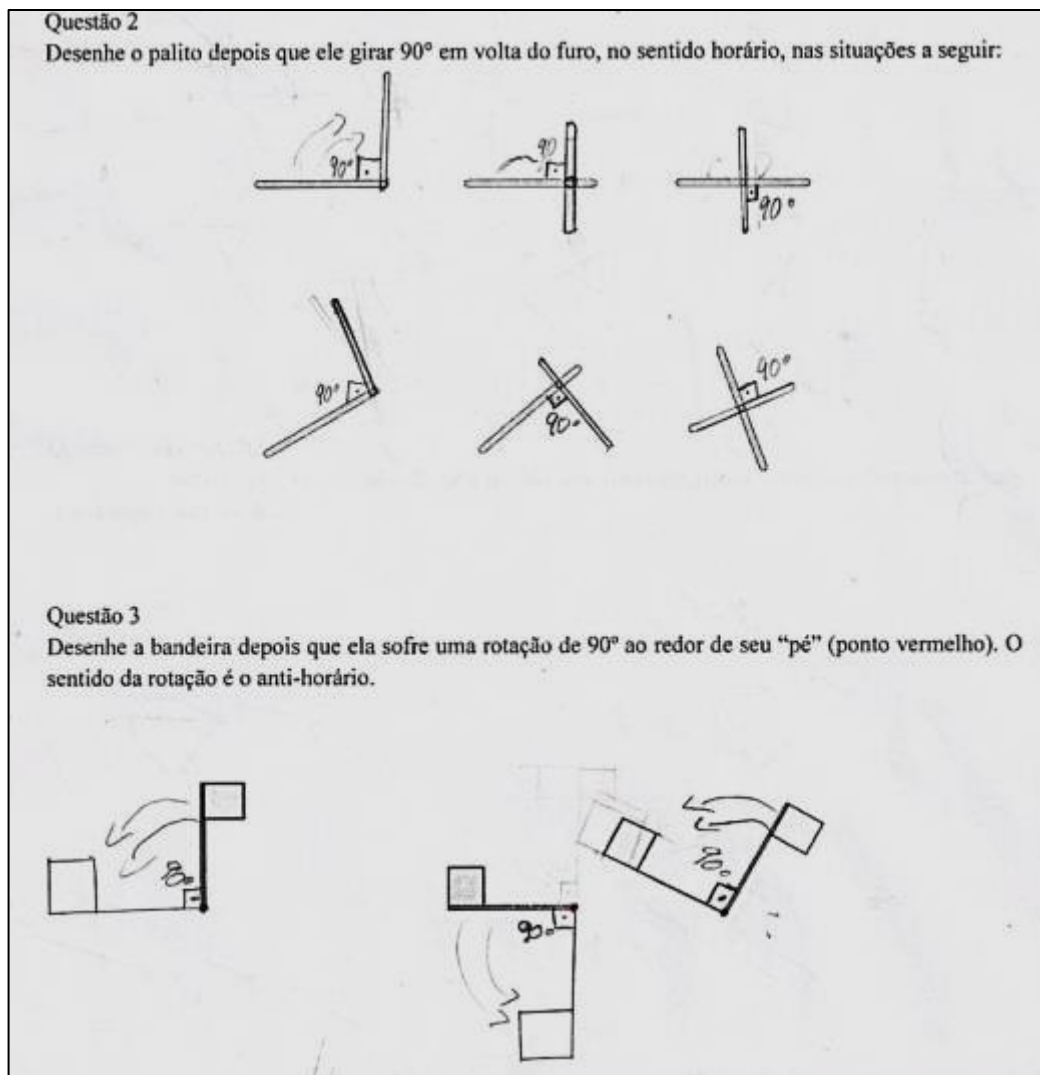 Questão 2
Desenhe o palito depois que ele girar 90° em volta do furo, no sentido horário, nas situações a seguir:
90°
90
90°
90°
90°
90°
Questão 3
Desenhe a bandeira depois que ela sofre uma rotação de 90° ao redor de seu “pé” (ponto vermelho). O
sentido da rotação é o anti-horário.
90°
90°
90°